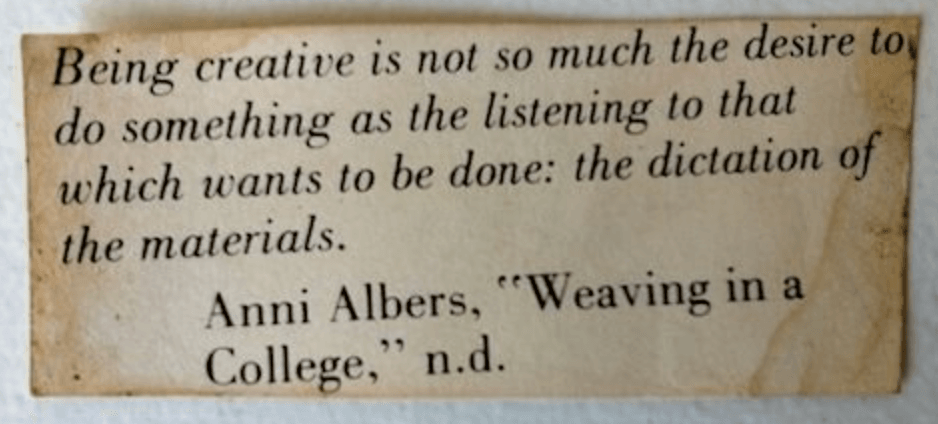 Being creative is not so much the desire to
do something as the listening to that
which wants to be done: the dictation of
the materials.
Anni Albers, “Weaving in a
College,” n.d.